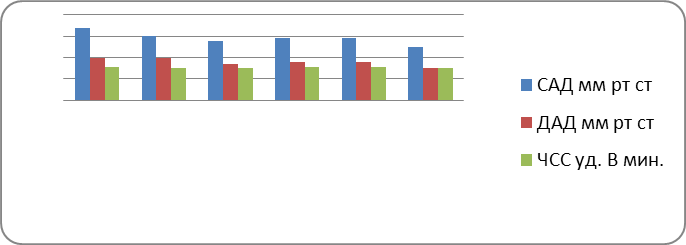 САД мм рт ст
ДАД мм рт ст
ЧСС уд. В мин.